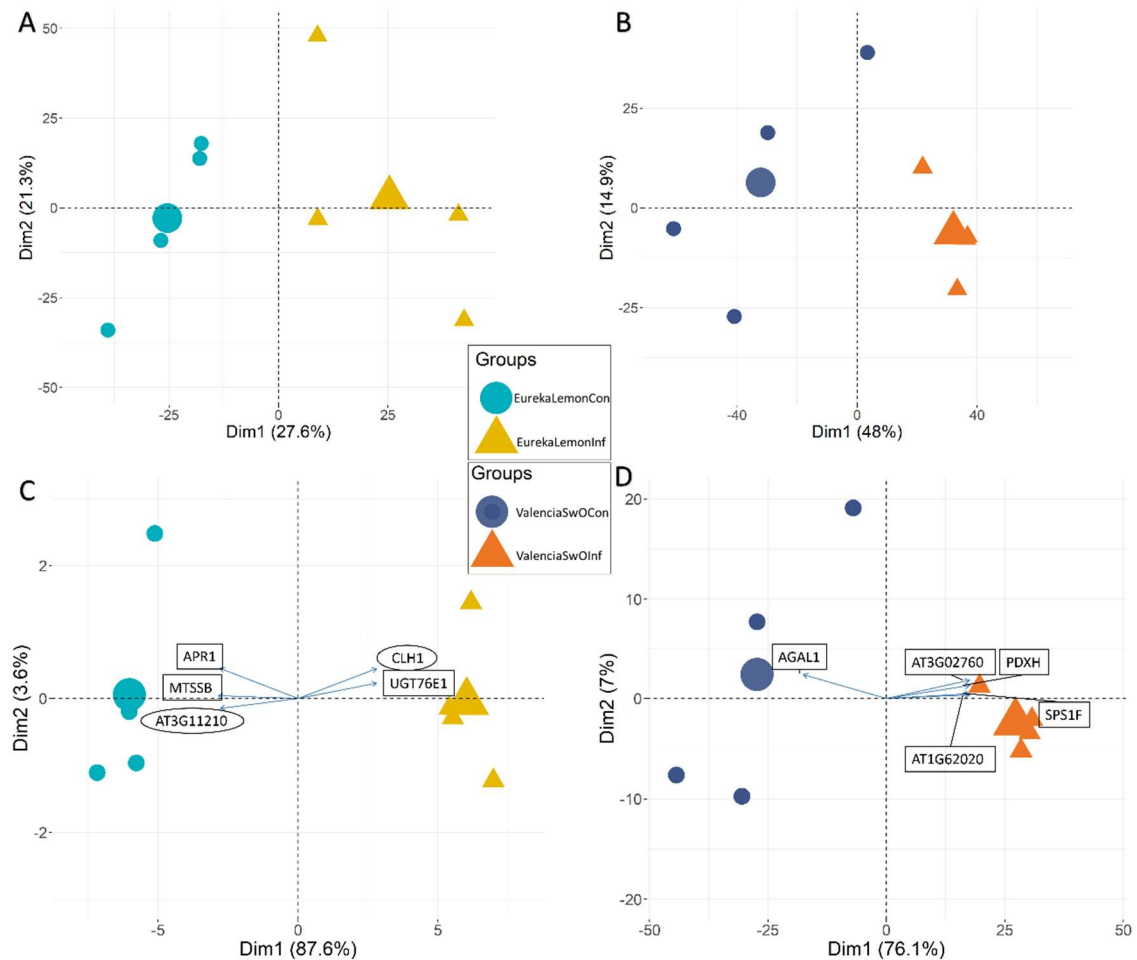 A
50
25
0
-25
-50
Dim2 (21.3%)
-25
0
25
Dim1 (27.6%)
B
25
0
-25
Dim2 (14.9%)
-40
0
40
Dim1 (48%)
Groups
EurekaLemonCon
EurekaLemonInf
Groups
ValenciaSwOCon
ValenciaSwOInf
C
2
0
-2
Dim2 (3.6%)
APR1
MTSSB
AT3G11210
CLH1
UGT76E1
-5
0
5
Dim1 (87.6%)
D
20
10
0
-10
-20
Dim2 (7%)
AGAL1
AT3G02760
PDXH
SPS1F
AT1G62020
-50
-25
0
25
50
Dim1 (76.1%)